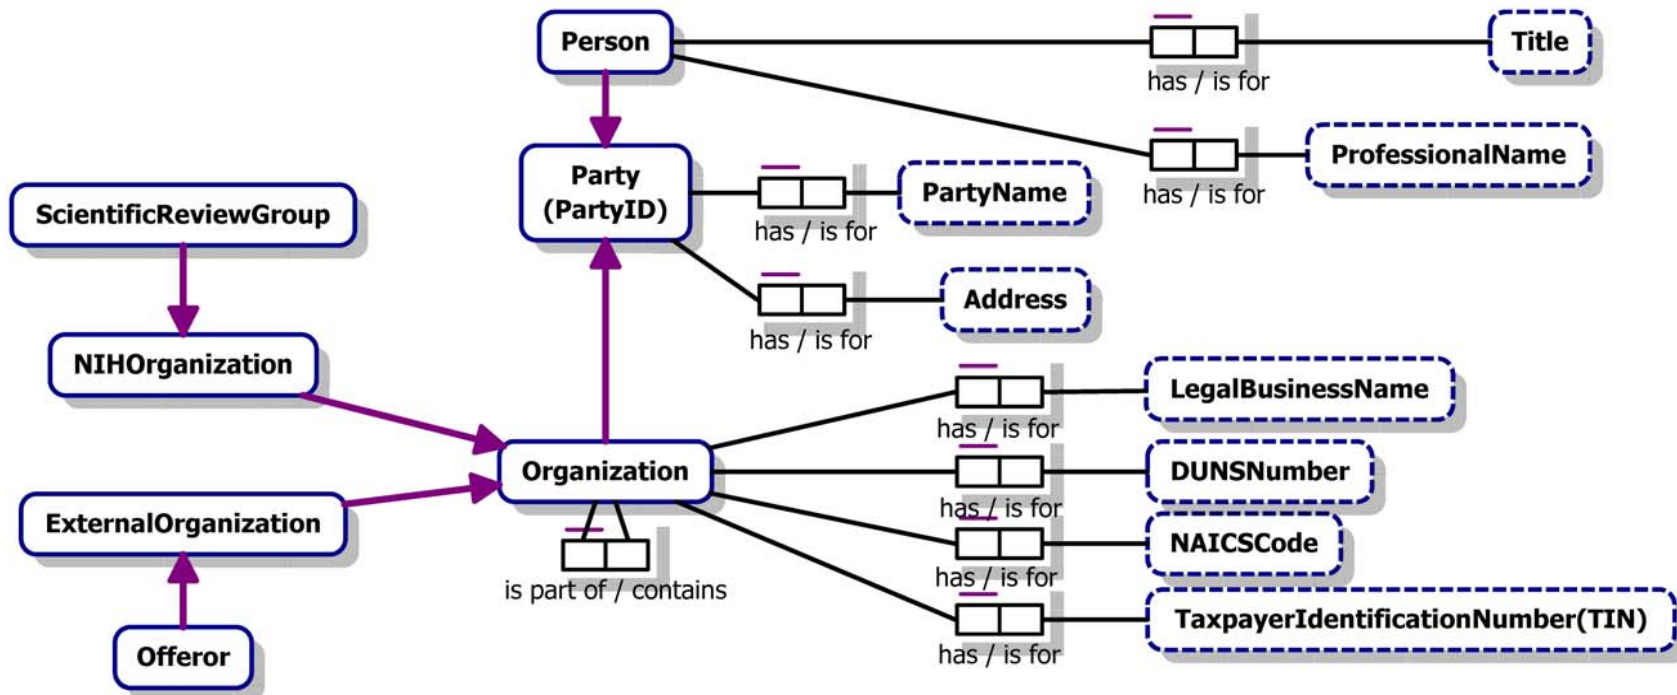 Person
Title
has / is for
Party
(PartyID)
ProfessionalName
has / is for
PartyName
has / is for
ScientificReviewGroup
Address
has / is for
NIHOrganization
LegalBusinessName
has / is for
Organization
DUNSNumber
has / is for
ExternalOrganization
NAICSCode
has / is for
is part of / contains
TaxpayerIdentificationNumber(TIN)
has / is for
Offeror